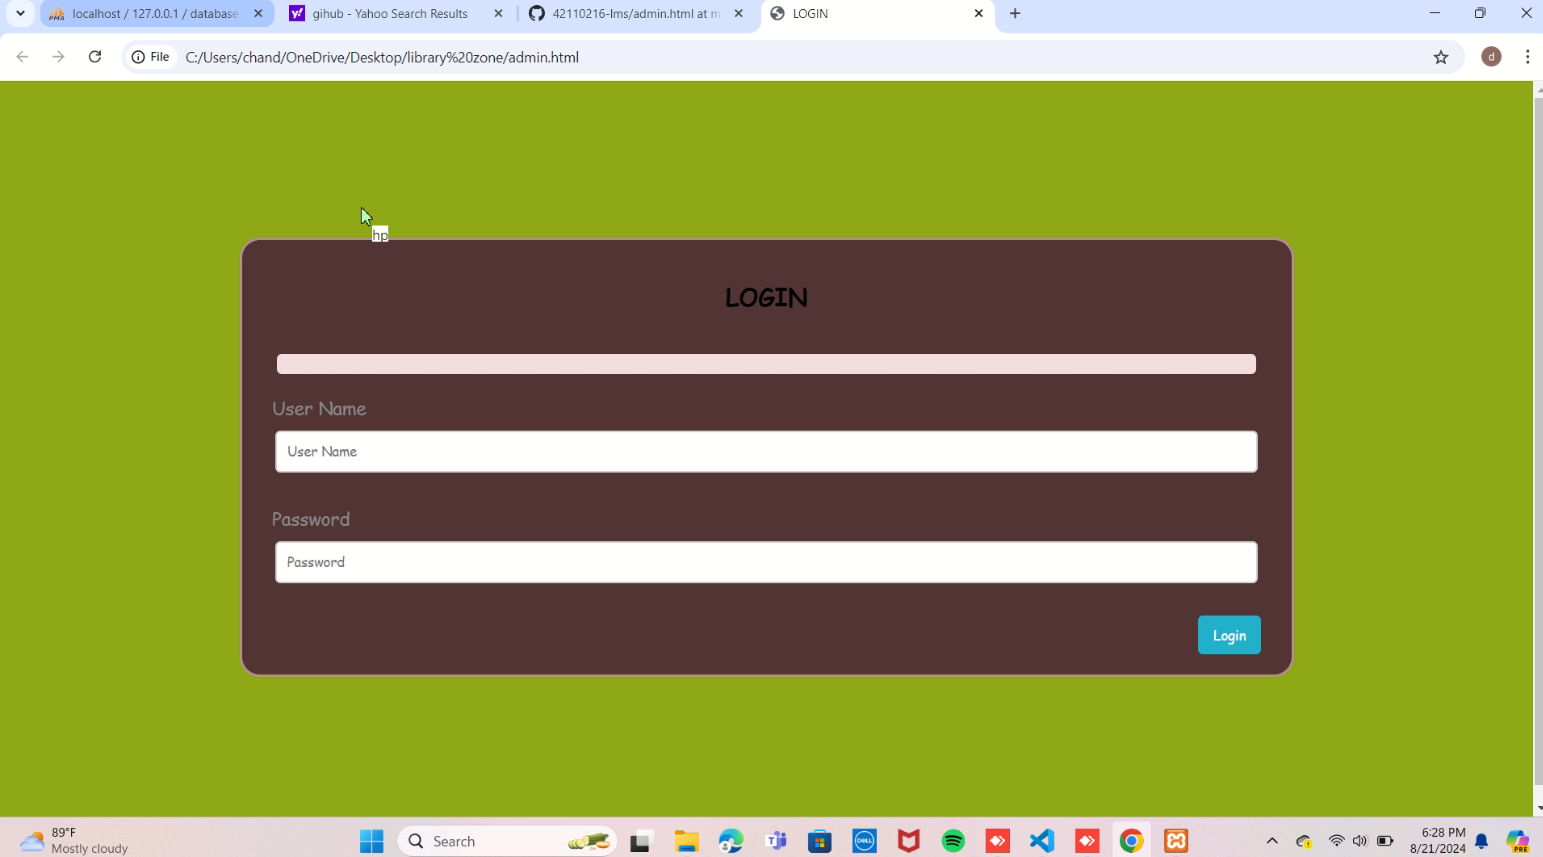 localhost / 127.0.0.1 / database
gihub - Yahoo Search Results
42110216-lms/admin.html at m
LOGIN
File
C:/Users/chand/OneDrive/Desktop/library%20zone/admin.html
d
hp
LOGIN
User Name
User Name
Password
Password
Login
89°F
Mostly cloudy
Search
DELL
PRE
6:28 PM
8/21/2024